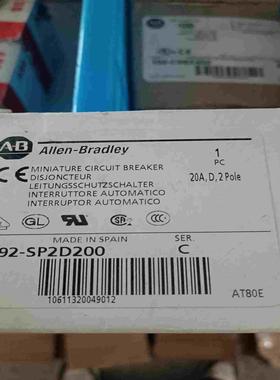 AB
Allen-Bradley
MINIATURE CIRCUIT BREAKER
DISJONCTEUR
LEITUNGSSCHUTZSCHALTER
INTERRUTTORE AUTOMATICO
INTERRUPTOR AUTOMATICO
1
PC
20A, D, 2 Pole
MADE IN SPAIN
SER.
92-SP2D200
C
10611320049012
AT80E